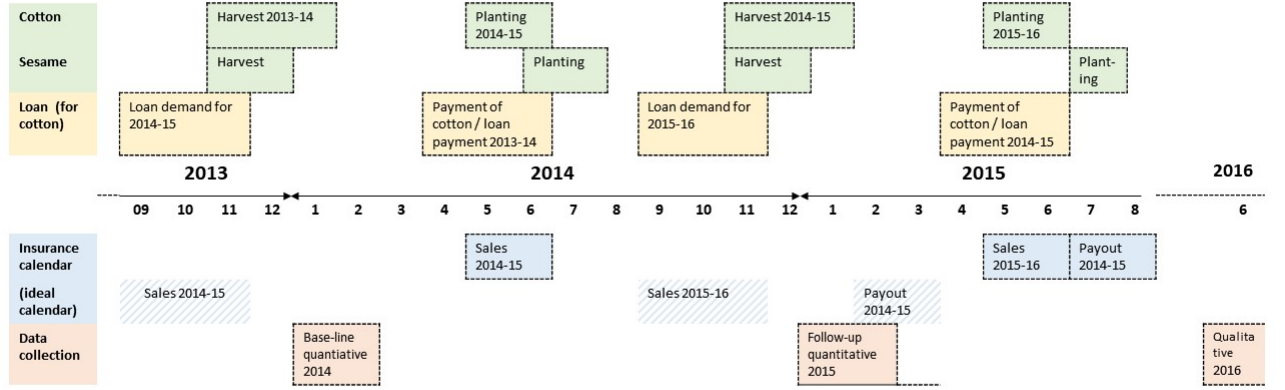 Cotton
Harvest 2013-14
Planting
2014-15
Harvest 2014-15
Planting
2015-16
Sesame
Harvest
Planting
Harvest
Plant-
ing
Loan (for
cotton)
Loan demand for
2014-15
Payment of
cotton / loan
payment 2013-14
Loan demand for
2015-16
Payment of
cotton / loan
payment 2014-15
2013 2014 2015 2016
09 10 11 12 1 2 3 4 5 6 7 8 9 10 11 12 1 2 3 4 5 6 7 8 6
Insurance
calendar
Sales
2014-15
Sales
2015-16
Payout
2014-15
(ideal
calendar)
Sales 2014-15
Sales 2015-16
Payout
2014-15
Data
collection
Base-line
quantiative
2014
Follow-up
quantitative
2015
Qualita
tive
2016